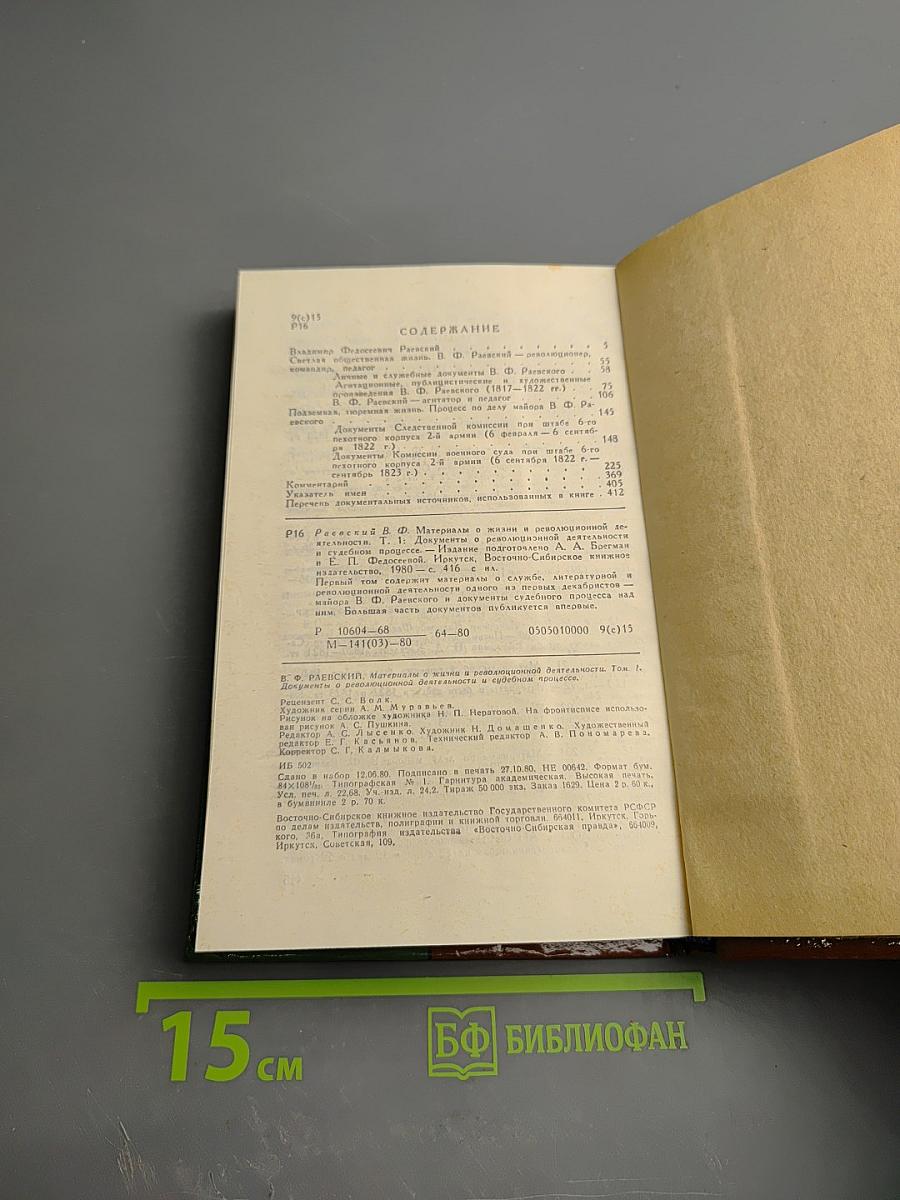 9(с)15
Р16
СОДЕРЖАНИЕ
Владимир Федосеевич Раевский . . . . . . . . . 5
Светлая общественная жизнь. В. Ф. Раевский — революционер,
командир, педагог . . . . . . . . . . . 55
Личные и служебные документы В. Ф. Раевского . . 58
Агитационные, публицистические и художественные
произведения В. Ф. Раевского (1817—1822 гг.) . . 75
В. Ф. Раевский — агитатор и педагог . . . . . 106
Подземная, тюремная жизнь. Процесс по делу майора В. Ф. Ра-
евского . . . . . . . . . . . . . 145
Документы Следственной комиссии при штабе 6-го
пехотного корпуса 2-й армии (6 февраля — 6 сентяб-
ря 1822 г.) . . . . . . . . . . 148
Документы Комиссии военного суда при штабе 6-го
пехотного корпуса 2-й армии (6 сентября 1822 г. —
сентябрь 1823 г.) . . . . . . . . . 225
Комментарий . . . . . . . . . . . 369
Указатель имен . . . . . . . . . . . 405
Перечень документальных источников, использованных в книге . 412
Р16 Раевский В. Ф. Материалы о жизни и революционной де-
ятельности. Т. 1: Документы о революционной деятельности
и судебном процессе. — Издание подготовлено А. А. Брегман
и Е. П. Федосеевой. Иркутск, Восточно-Сибирское книжное
издательство, 1980 — с. 416 с ил.
Первый том содержит материалы о службе, литературной и
революционной деятельности одного из первых декабристов —
майора В. Ф. Раевского и документы судебного процесса над
ним. Большая часть документов публикуется впервые.
Р 10604—68 64—80 0505010000 9(с)15
М—141(03)—80
В. Ф. РАЕВСКИЙ. Материалы о жизни и революционной деятельности. Том. 1.
Документы о революционной деятельности и судебном процессе.
Рецензент С. С. Волк.
Художник серии А. М. Муравьев.
Рисунок на обложке художника Н. П. Нератовой. На фронтисписе использо-
ван рисунок А. С. Пушкина.
Редактор А. С. Лысенко. Художник Н. Домашенко. Художественный
редактор Е. Г. Касьянов. Технический редактор А. В. Пономарева.
Корректор С. Г. Калмыкова.
ИБ 502
Сдано в набор 12.06.80. Подписано в печать 27.10.80. НЕ 00642. Формат бум.
84×108¹/₃₂. Типографская № 1. Гарнитура академическая. Высокая печать.
Усл. печ. л. 22,68. Уч.-изд. л. 24,2. Тираж 50 000 экз. Заказ 1629. Цена 2 р. 60 к.,
в бумвиниле 2 р. 70 к.
Восточно-Сибирское книжное издательство Государственного комитета РСФСР
по делам издательств, полиграфии и книжной торговли. 664011, Иркутск, Горь-
кого, 36а. Типография издательства «Восточно-Сибирская правда», 664009,
Иркутск, Советская, 109.
15 см
БФ БИБЛИОФАН